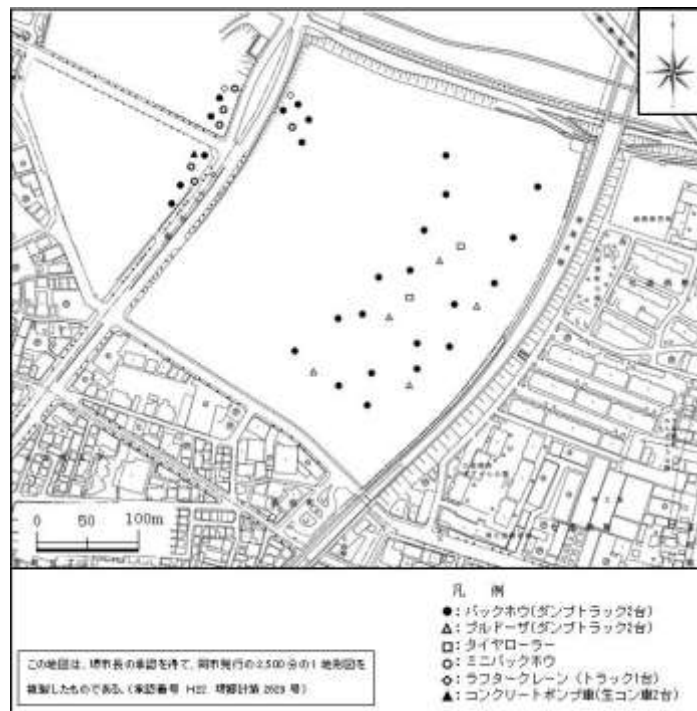 0 50 100m
凡 例
●：バックホウ(ダンプトラック2台)
△：ブルドーザ(ダンプトラック2台)
□：タイヤローラー
○：ミニバックホウ
◇：ラフタークレーン (トラック1台)
▲：コンクリートポンプ車(生コン車2台)
この地図は、堺市長の承認を得て、同市発行の2,500分の1地形図を
複製したものである。(承認番号 H22